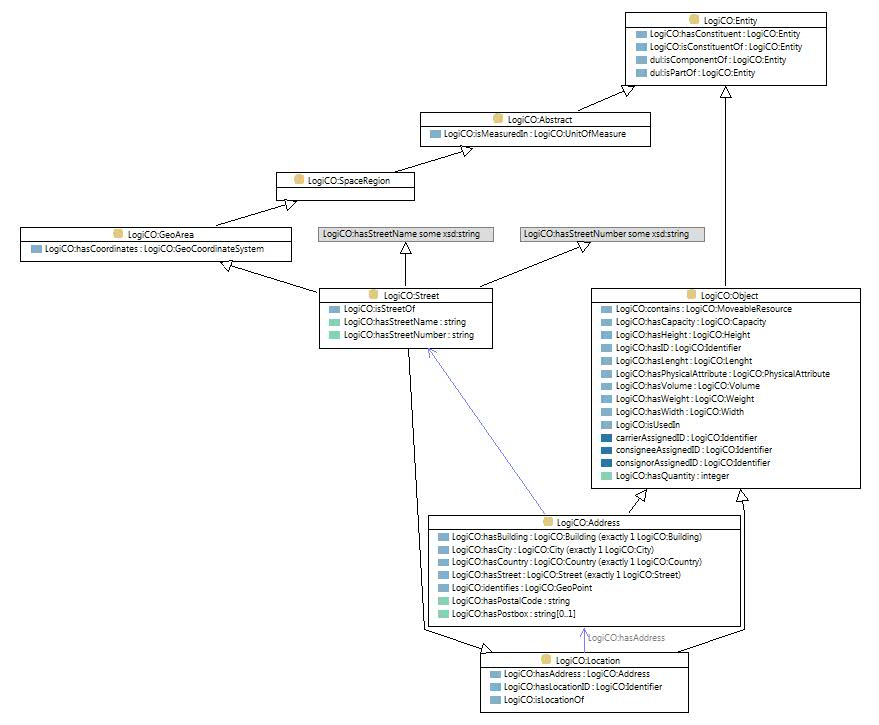 LogiCO:Entity
LogiCO:hasConstituent : LogiCO:Entity
LogiCO:isConstituentOf : LogiCO:Entity
dul:isComponentOf : LogiCO:Entity
dul:isPartOf : LogiCO:Entity
LogiCO:Abstract
LogiCO:isMeasuredIn : LogiCO:UnitOfMeasure
LogiCO:SpaceRegion
LogiCO:GeoArea
LogiCO:hasCoordinates : LogiCO:GeoCoordinateSystem
LogiCO:hasStreetName some xsd:string
LogiCO:hasStreetNumber some xsd:string
LogiCO:Street
LogiCO:isStreetOf
LogiCO:hasStreetName : string
LogiCO:hasStreetNumber : string
LogiCO:Object
LogiCO:contains : LogiCO:MoveableResource
LogiCO:hasCapacity : LogiCO:Capacity
LogiCO:hasHeight : LogiCO:Height
LogiCO:hasID : LogiCO:Identifier
LogiCO:hasLenght : LogiCO:Lenght
LogiCO:hasPhysicalAttribute : LogiCO:PhysicalAttribute
LogiCO:hasVolume : LogiCO:Volume
LogiCO:hasWeight : LogiCO:Weight
LogiCO:hasWidth : LogiCO:Width
LogiCO:isUsedIn
carrierAssignedID : LogiCO:Identifier
consigneeAssignedID : LogiCO:Identifier
consignorAssignedID : LogiCO:Identifier
LogiCO:hasQuantity : integer
LogiCO:Address
LogiCO:hasBuilding : LogiCO:Building (exactly 1 LogiCO:Building)
LogiCO:hasCity : LogiCO:City (exactly 1 LogiCO:City)
LogiCO:hasCountry : LogiCO:Country (exactly 1 LogiCO:Country)
LogiCO:hasStreet : LogiCO:Street (exactly 1 LogiCO:Street)
LogiCO:identifies : LogiCO:GeoPoint
LogiCO:hasPostalCode : string
LogiCO:hasPostbox : string[0..1]
LogiCO:hasAddress
LogiCO:Location
LogiCO:hasAddress : LogiCO:Address
LogiCO:hasLocationID : LogiCO:Identifier
LogiCO:isLocationOf